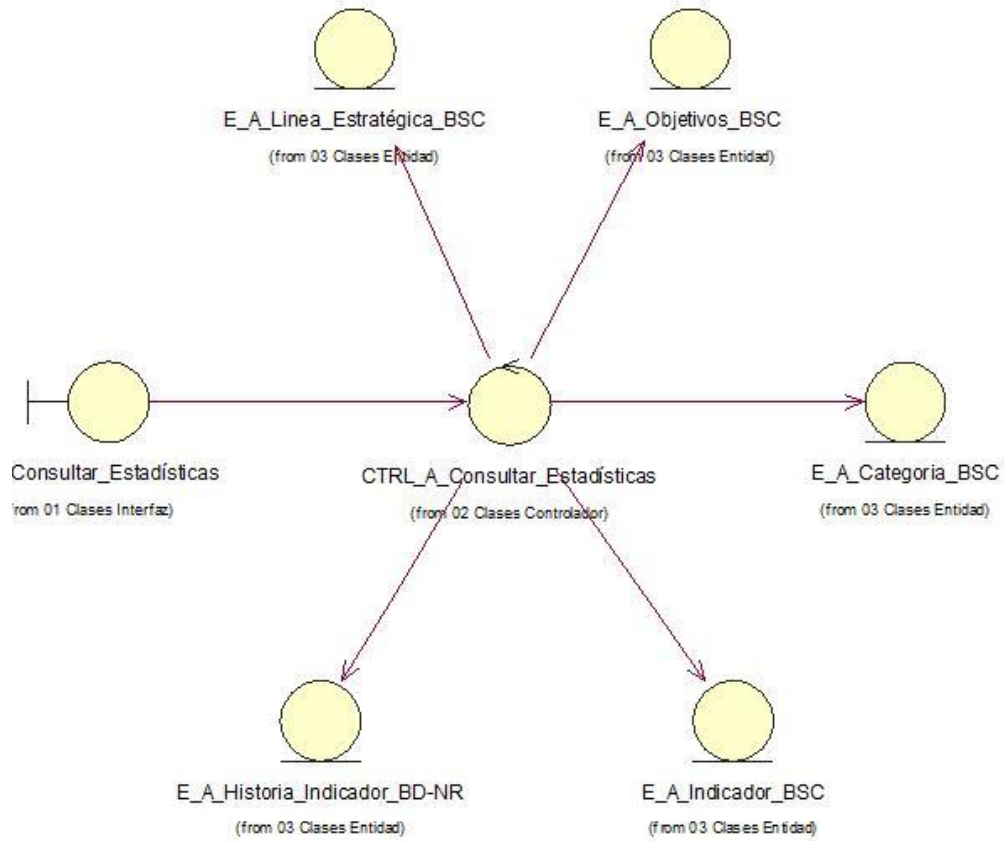 E_A_Linea_Estratégica_BSC
(from 03 Clases Entidad)
E_A_Objetivos_BSC
(from 03 Clases Entidad)
Consultar_Estadísticas
from 01 Clases Interfaz)
CTRL_A_Consultar_Estadísticas
(from 02 Clases Controlador)
E_A_Categoria_BSC
(from 03 Clases Entidad)
E_A_Historia_Indicador_BD-NR
(from 03 Clases Entidad)
E_A_Indicador_BSC
(from 03 Clases Entidad)